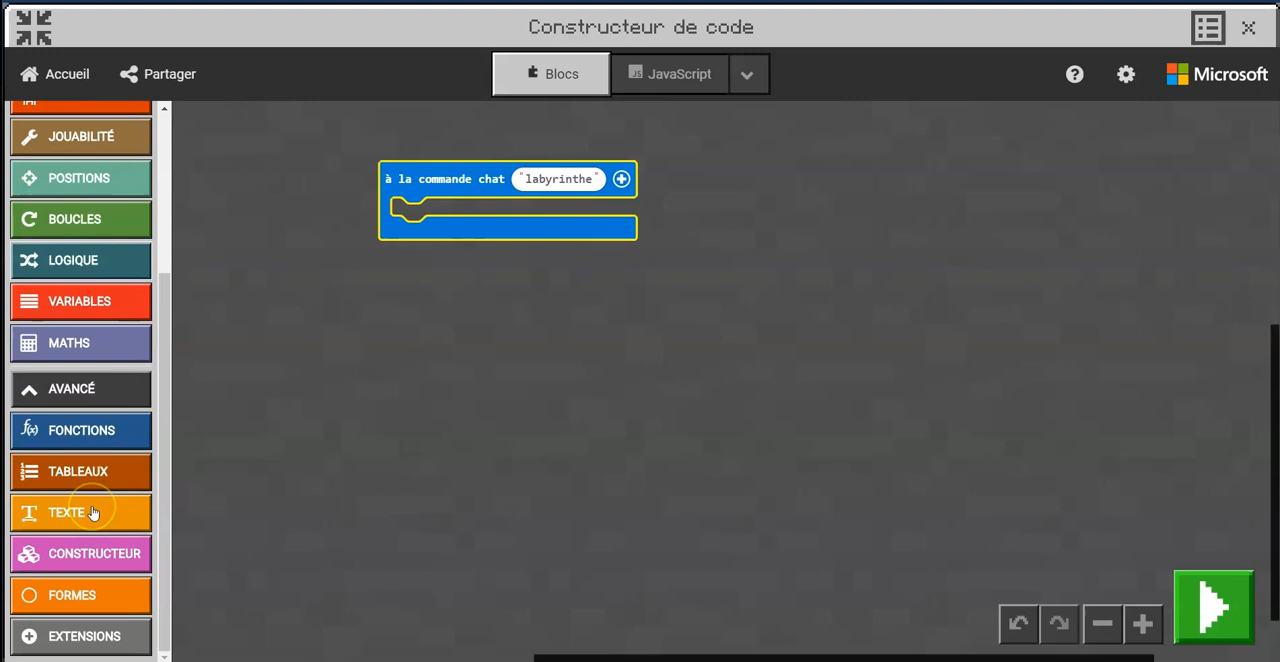 Constructeur de code
Accueil
Partager
Blocs
JS JavaScript
Microsoft
JOUABILITÉ
POSITIONS
BOUCLES
LOGIQUE
VARIABLES
MATHS
AVANCÉ
f(x) FONCTIONS
TABLEAUX
TEXTE
CONSTRUCTEUR
FORMES
EXTENSIONS
à la commande chat "labyrinthe"